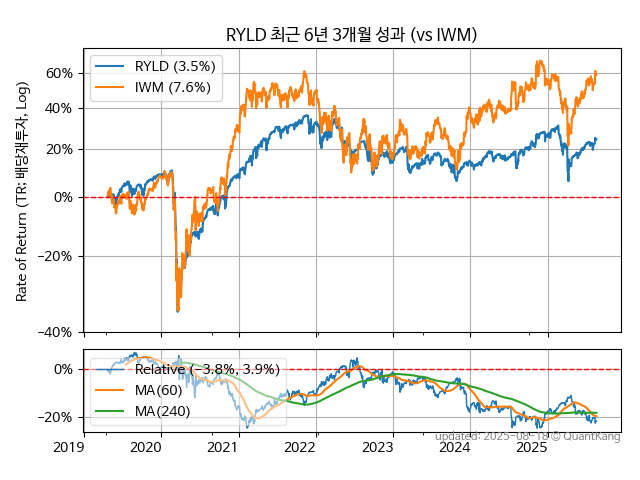 RYLD 최근 6년 3개월 성과 (vs IWM)
Rate of Return (TR: 배당재투자, Log)
60%
40%
20%
0%
−20%
−40%
RYLD (3.5%)
IWM (7.6%)
0%
−20%
Relative (−3.8%, 3.9%)
MA(60)
MA(240)
2019 2020 2021 2022 2023 2024 2025
updated: 2025-08-18 © QuantKang